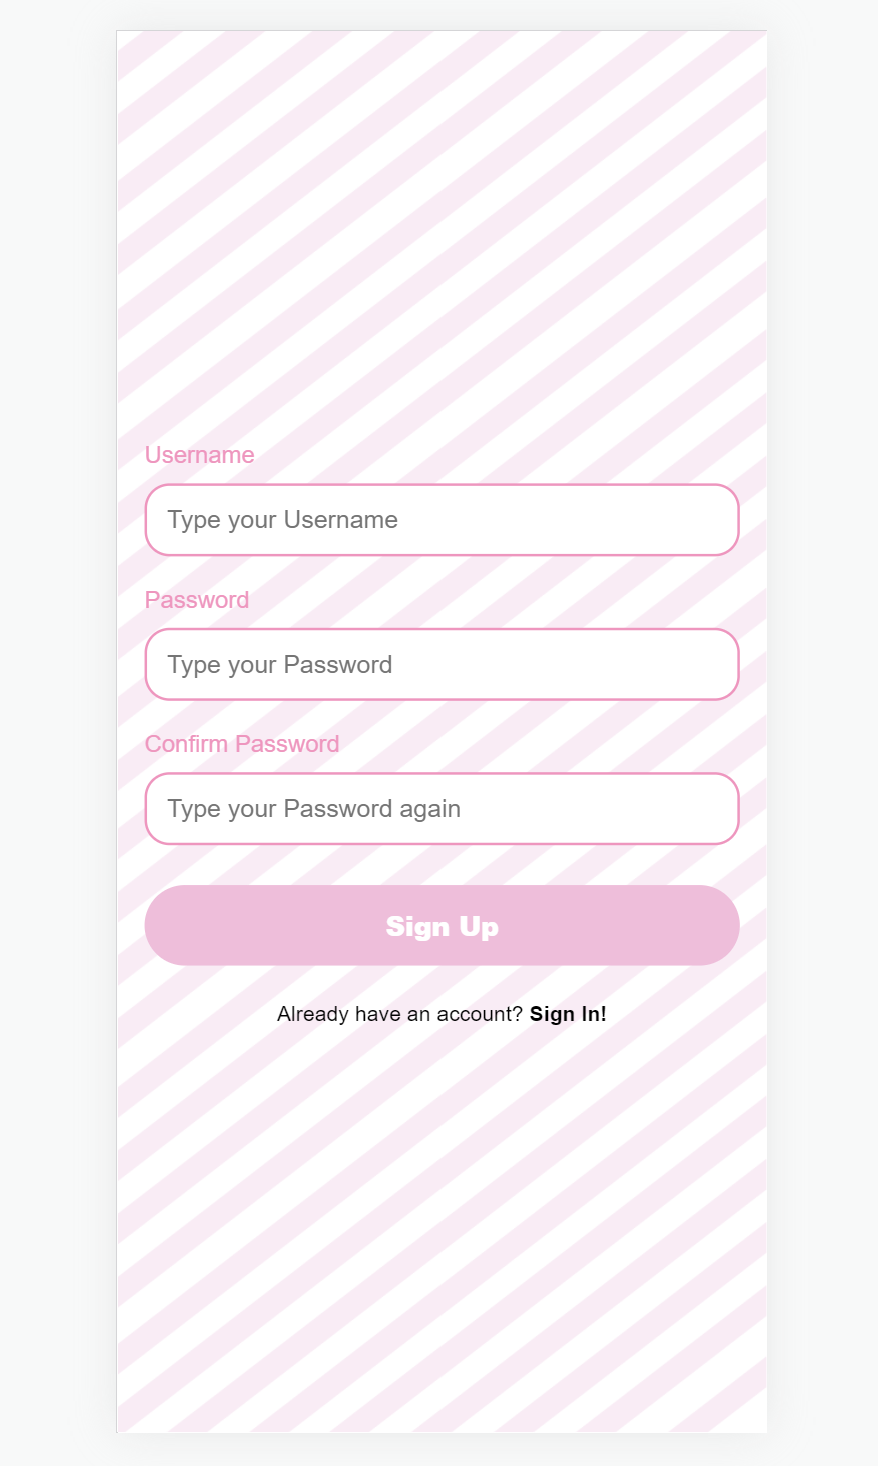 Username
Type your Username
Password
Type your Password
Confirm Password
Type your Password again
Sign Up
Already have an account? Sign In!